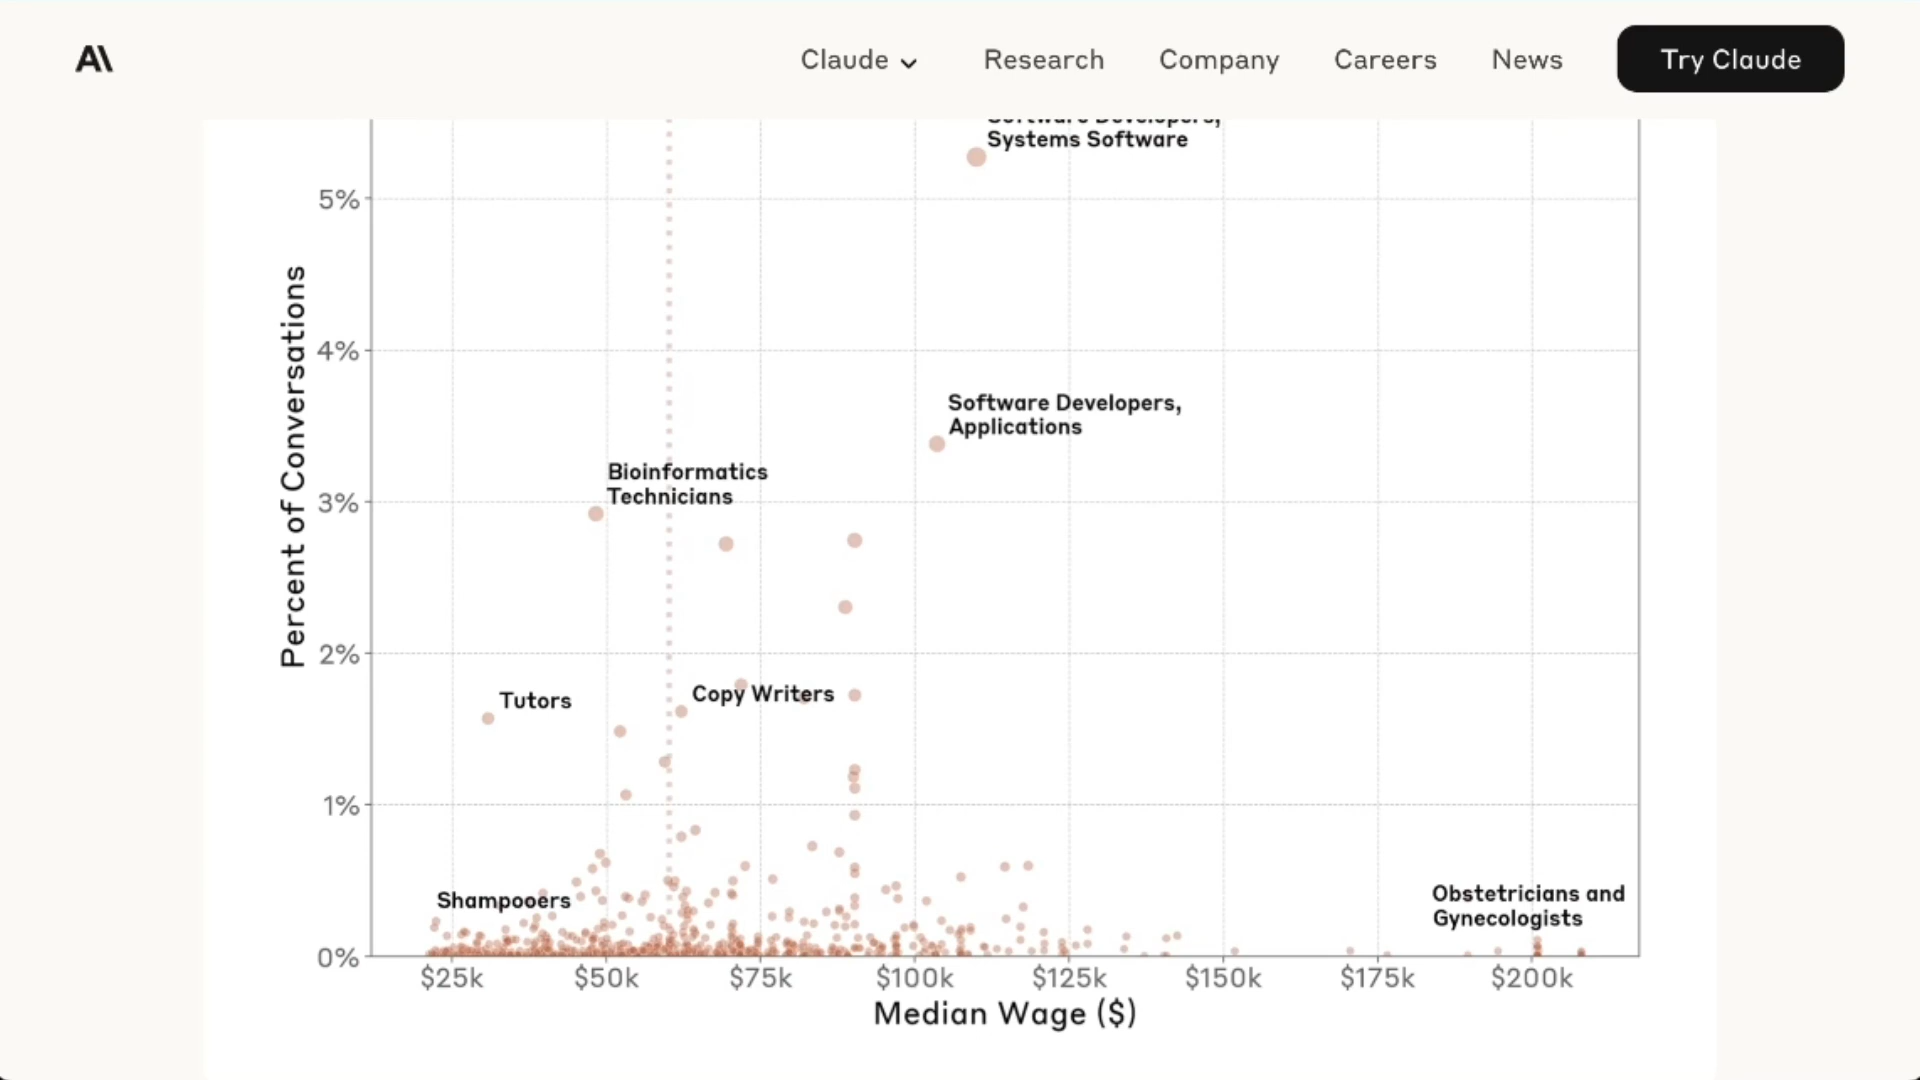 Claude
Research
Company
Careers
News
Try Claude
Software Developers,
Systems Software
5%
4%
Software Developers,
Applications
Bioinformatics
Technicians
3%
Percent of Conversations
2%
Tutors
Copy Writers
1%
Shampooers
Obstetricians and
Gynecologists
0%
$25k
$50k
$75k
$100k
$125k
$150k
$175k
$200k
Median Wage ($)